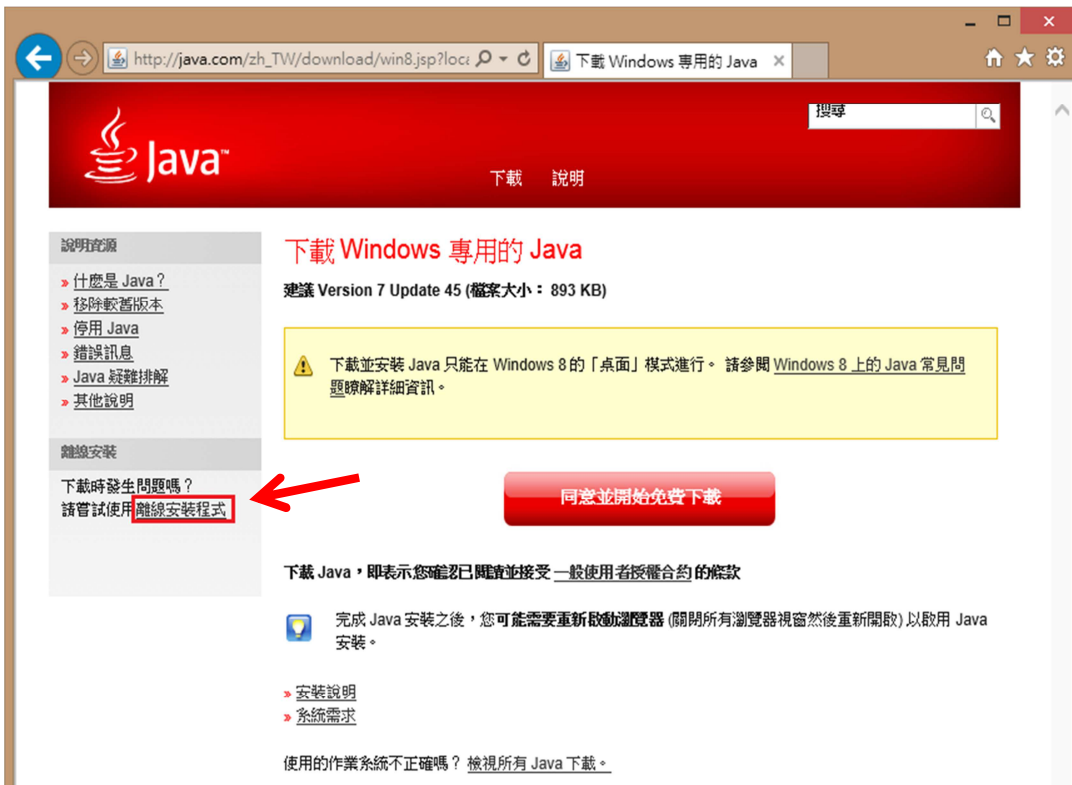 http://java.com/zh_TW/download/win8.jsp?loca
下載 Windows 專用的 Java
搜尋
Java™
下載 說明
說明資源
» 什麼是 Java？
» 移除較舊版本
» 停用 Java
» 錯誤訊息
» Java 疑難排解
» 其他說明
離線安裝
下載時發生問題嗎？
請嘗試使用離線安裝程式
下載 Windows 專用的 Java
建議 Version 7 Update 45 (檔案大小： 893 KB)
下載並安裝 Java 只能在 Windows 8 的「桌面」模式進行。 請參閱 Windows 8 上的 Java 常見問
題瞭解詳細資訊。
同意並開始免費下載
下載 Java，即表示您確認已閱讀並接受 一般使用者授權合約 的條款
完成 Java 安裝之後，您可能需要重新啟動瀏覽器 (關閉所有瀏覽器視窗然後重新開啟) 以啟用 Java
安裝。
» 安裝說明
» 系統需求
使用的作業系統不正確嗎？ 檢視所有 Java 下載。